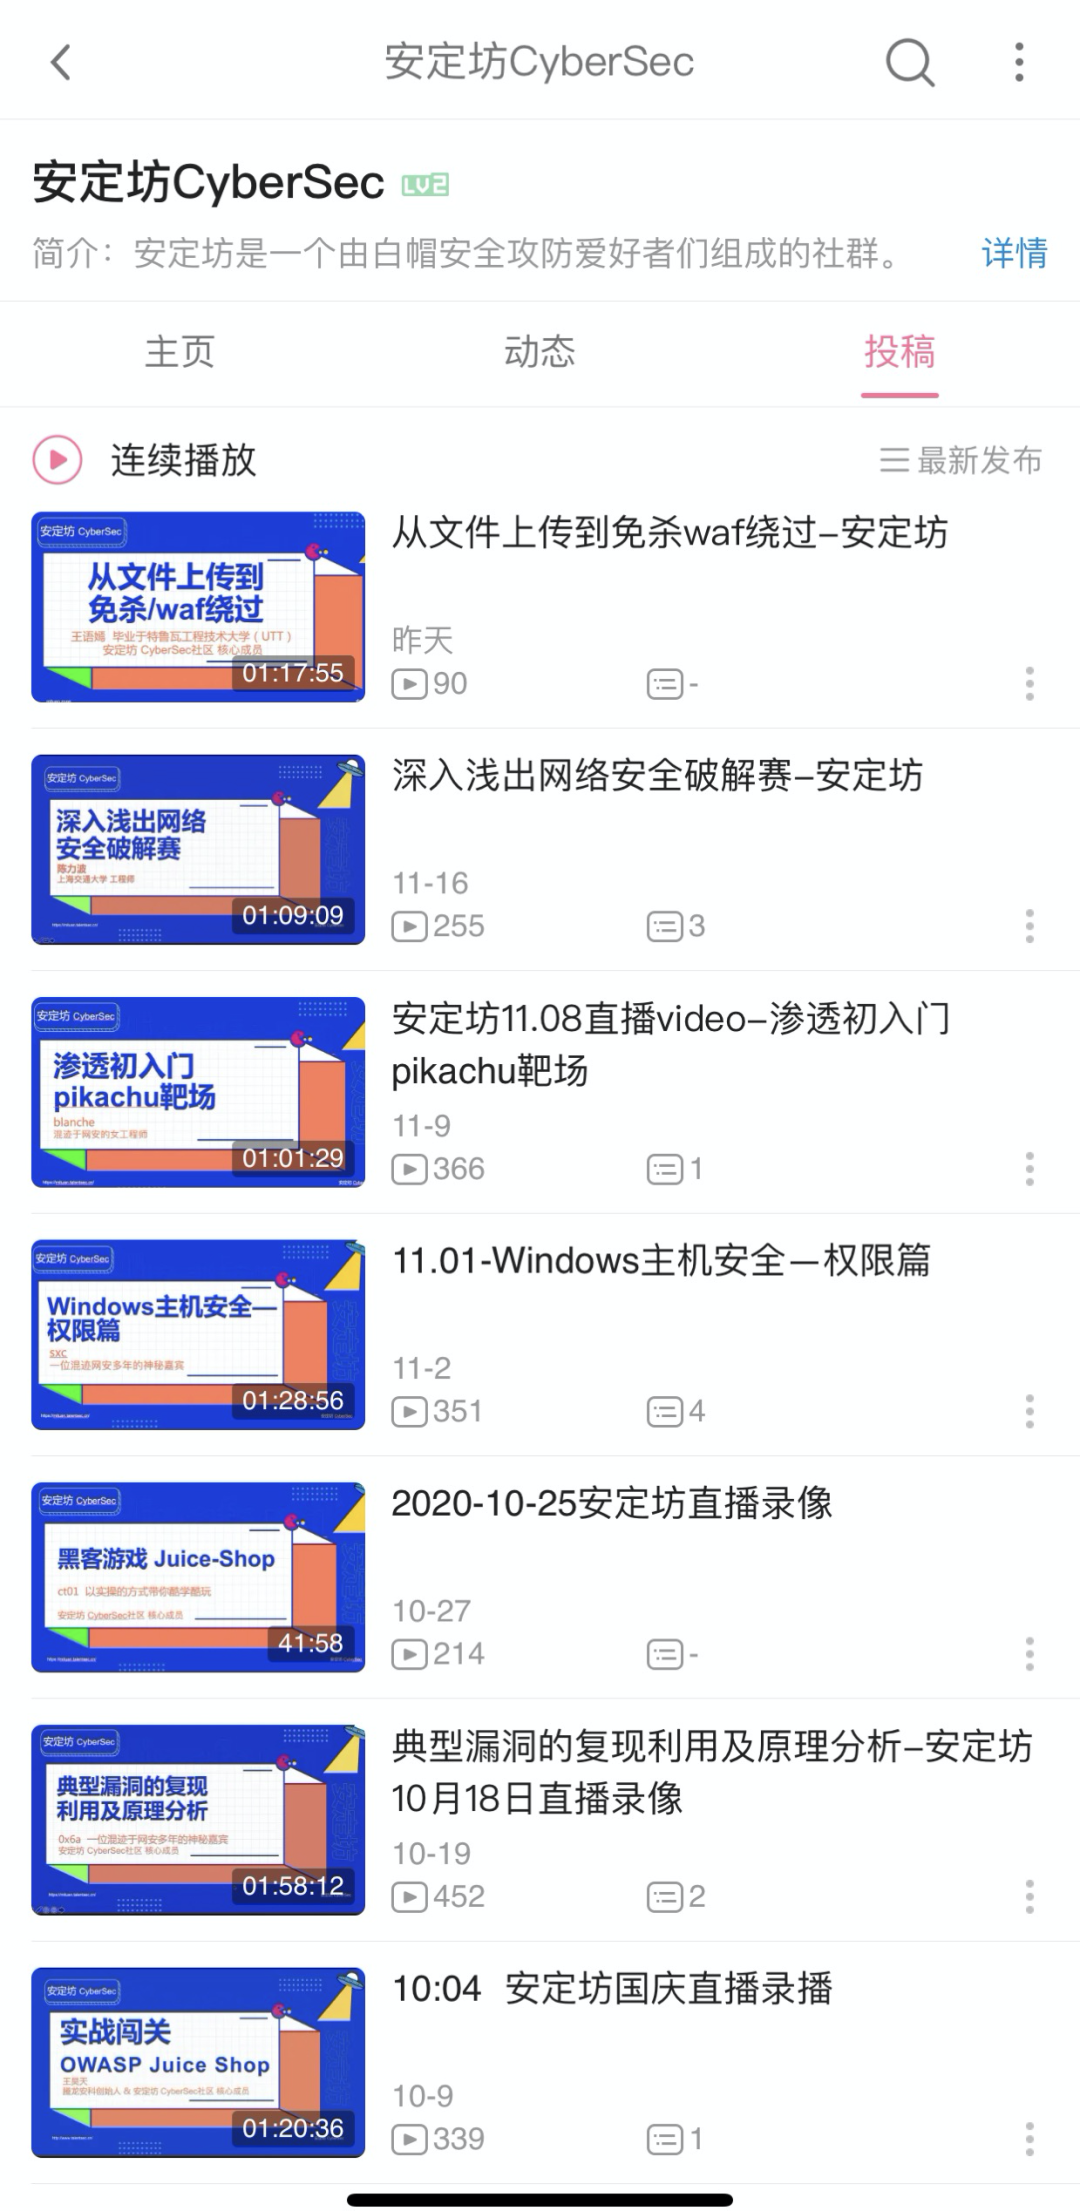 安定坊CyberSec
安定坊CyberSec LV2
简介：安定坊是一个由白帽安全攻防爱好者们组成的社群。 详情
主页 动态 投稿
连续播放 最新发布
安定坊 CyberSec
从文件上传到
免杀/waf绕过
王语嫣 毕业于特鲁瓦工程技术大学（UTT）
安定坊 CyberSec社区 核心成员
01:17:55
从文件上传到免杀waf绕过–安定坊
昨天
90 -
安定坊 CyberSec
深入浅出网络
安全破解赛
陈力波
上海交通大学 工程师
01:09:09
深入浅出网络安全破解赛–安定坊
11-16
255 3
安定坊 CyberSec
渗透初入门
pikachu靶场
blanche
混迹于网安的女工程师
01:01:29
安定坊11.08直播video–渗透初入门
pikachu靶场
11-9
366 1
安定坊 CyberSec
Windows主机安全—
权限篇
sxc
一位混迹网安多年的神秘嘉宾
01:28:56
11.01-Windows主机安全—权限篇
11-2
351 4
安定坊 CyberSec
黑客游戏 Juice-Shop
ct01 以实操的方式带你酷学酷玩
安定坊 CyberSec社区 核心成员
41:58
2020-10-25安定坊直播录像
10-27
214 -
安定坊 CyberSec
典型漏洞的复现
利用及原理分析
0x6a 一位混迹于网安多年的神秘嘉宾
安定坊 CyberSec社区 核心成员
01:58:12
典型漏洞的复现利用及原理分析–安定坊
10月18日直播录像
10-19
452 2
安定坊 CyberSec
实战闯关
OWASP Juice Shop
王昊天
安科创始人 & 安定坊 CyberSec社区 核心成员
01:20:36
10:04 安定坊国庆直播录播
10-9
339 1